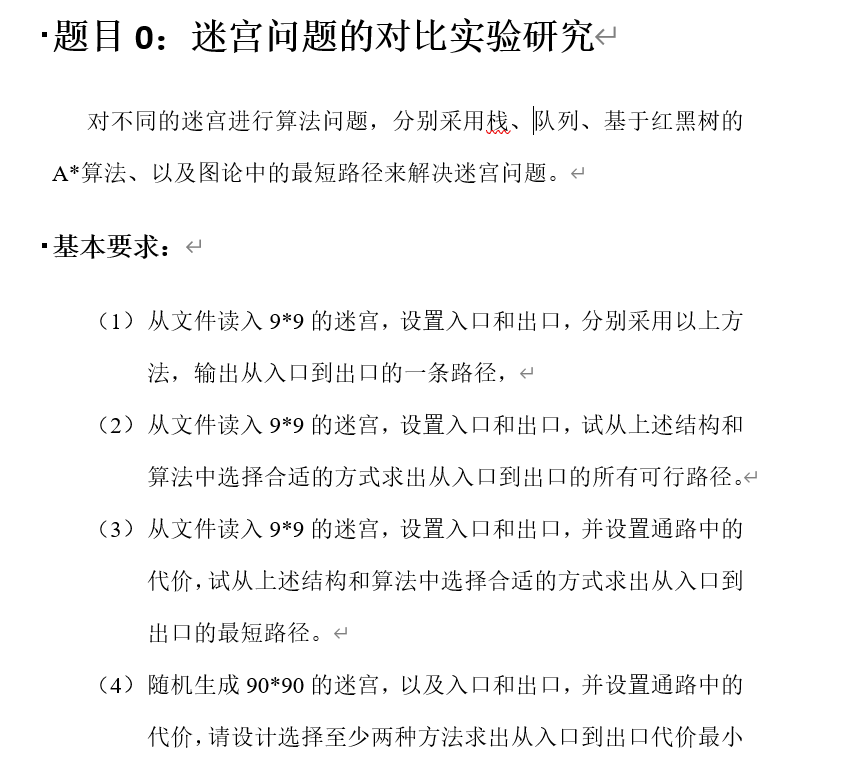 ·题目 0：迷宫问题的对比实验研究↵
对不同的迷宫进行算法问题，分别采用栈、队列、基于红黑树的
A*算法、以及图论中的最短路径来解决迷宫问题。↵
·基本要求：↵
（1）从文件读入 9*9 的迷宫，设置入口和出口，分别采用以上方
法，输出从入口到出口的一条路径，↵
（2）从文件读入 9*9 的迷宫，设置入口和出口，试从上述结构和
算法中选择合适的方式求出从入口到出口的所有可行路径。↵
（3）从文件读入 9*9 的迷宫，设置入口和出口，并设置通路中的
代价，试从上述结构和算法中选择合适的方式求出从入口到
出口的最短路径。↵
（4）随机生成 90*90 的迷宫，以及入口和出口，并设置通路中的
代价，请设计选择至少两种方法求出从入口到出口代价最小